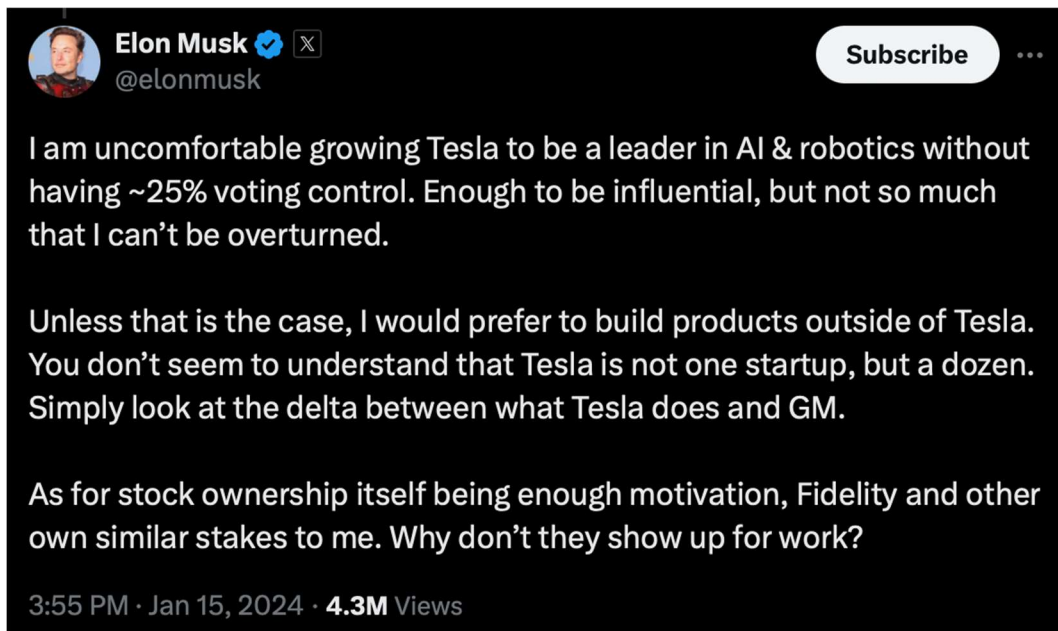 Elon Musk X
@elonmusk
Subscribe
I am uncomfortable growing Tesla to be a leader in AI & robotics without
having ~25% voting control. Enough to be influential, but not so much
that I can’t be overturned.
Unless that is the case, I would prefer to build products outside of Tesla.
You don’t seem to understand that Tesla is not one startup, but a dozen.
Simply look at the delta between what Tesla does and GM.
As for stock ownership itself being enough motivation, Fidelity and other
own similar stakes to me. Why don’t they show up for work?
3:55 PM · Jan 15, 2024 · 4.3M Views